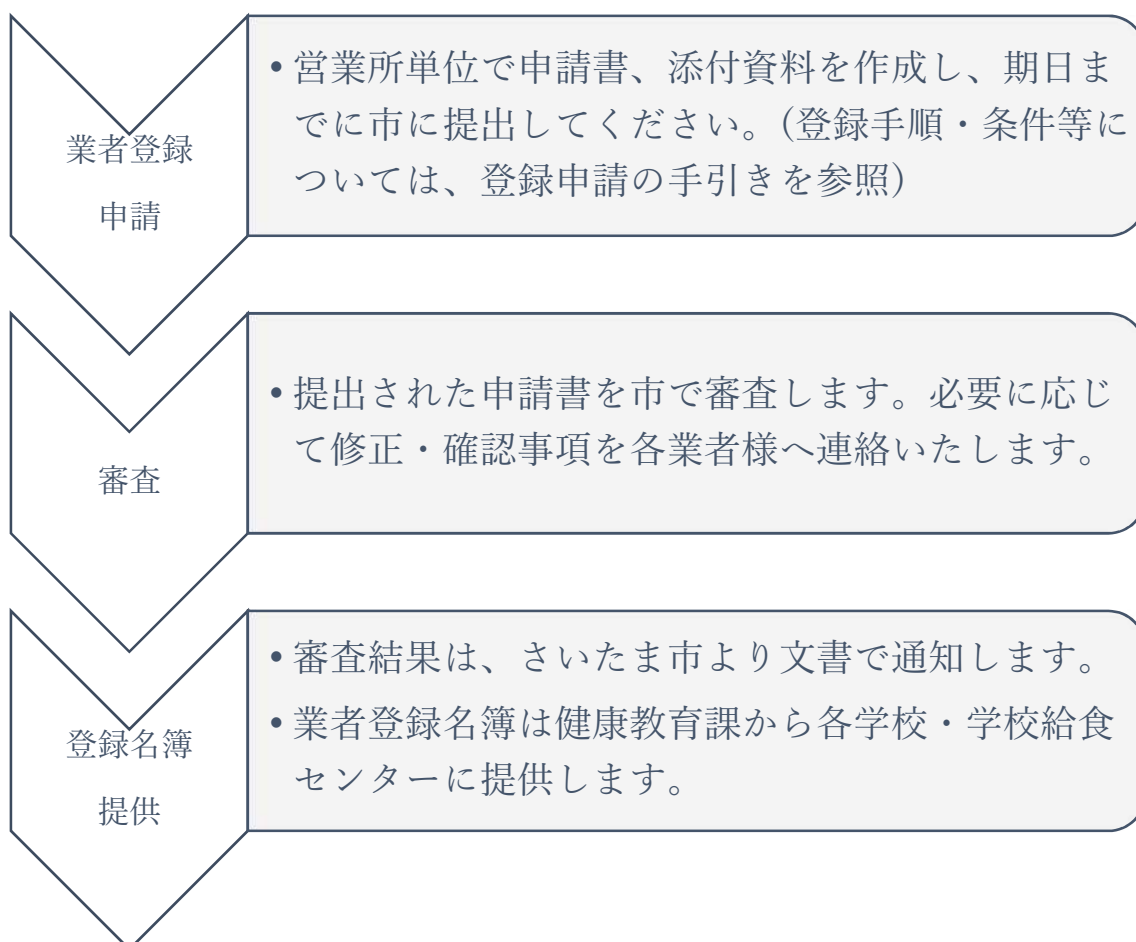 業者登録
申請
• 営業所単位で申請書、添付資料を作成し、期日ま
でに市に提出してください。(登録手順・条件等に
ついては、登録申請の手引きを参照)
審査
• 提出された申請書を市で審査します。必要に応じ
て修正・確認事項を各業者様へ連絡いたします。
登録名簿
提供
• 審査結果は、さいたま市より文書で通知します。
• 業者登録名簿は健康教育課から各学校・学校給食
センターに提供します。